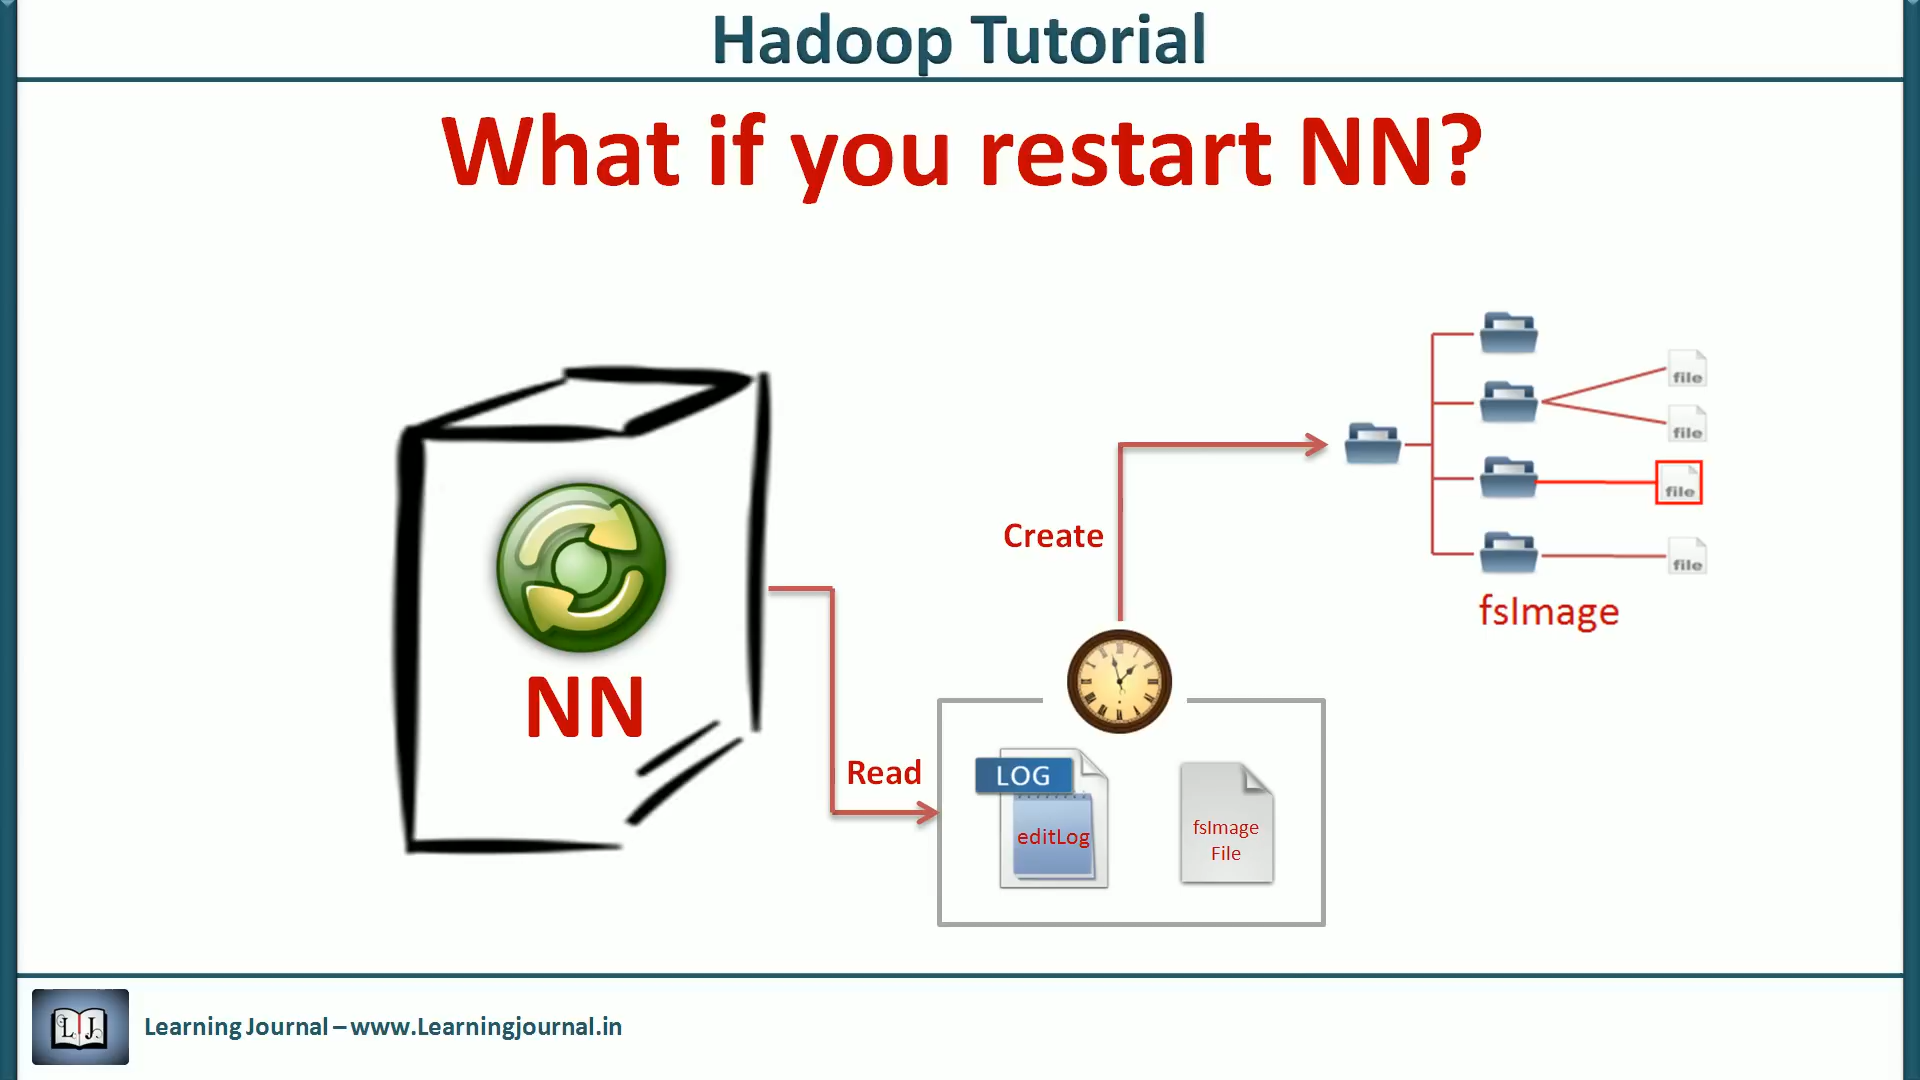 Hadoop Tutorial
What if you restart NN?
file
file
file
file
fsImage
Create
NN
Read
LOG
editLog
fsImage
File
L J
Learning Journal – www.Learningjournal.in